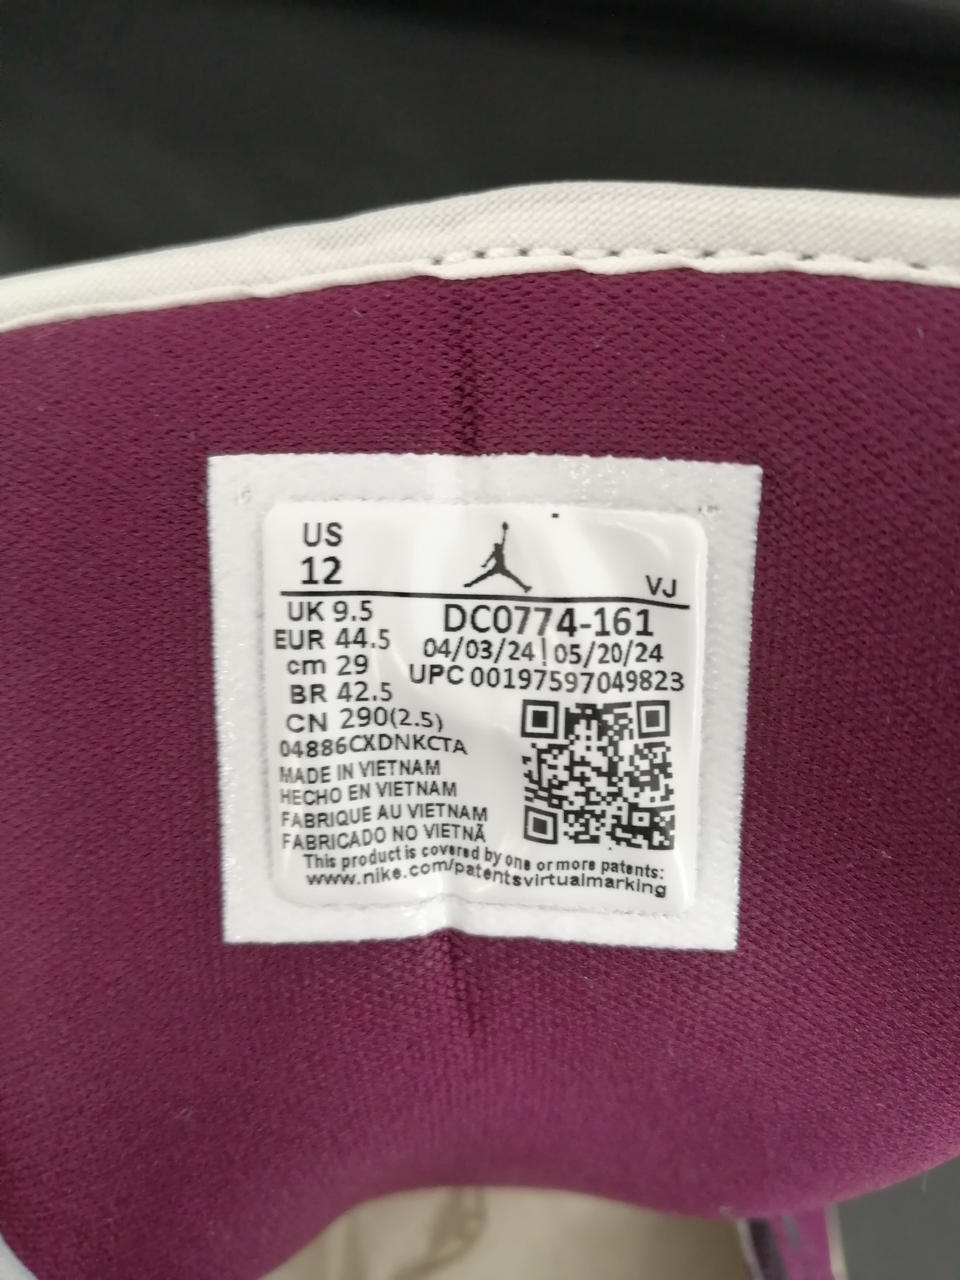 US
12
VJ
UK 9.5
DC0774-161
EUR 44.5
04/03/24 | 05/20/24
cm 29
UPC 00197597049823
BR 42.5
CN 290(2.5)
04886CXDNKCTA
MADE IN VIETNAM
HECHO EN VIETNAM
FABRIQUE AU VIETNAM
FABRICADO NO VIETNÃ
This product is covered by one or more patents:
www.nike.com/patentsvirtualmarking